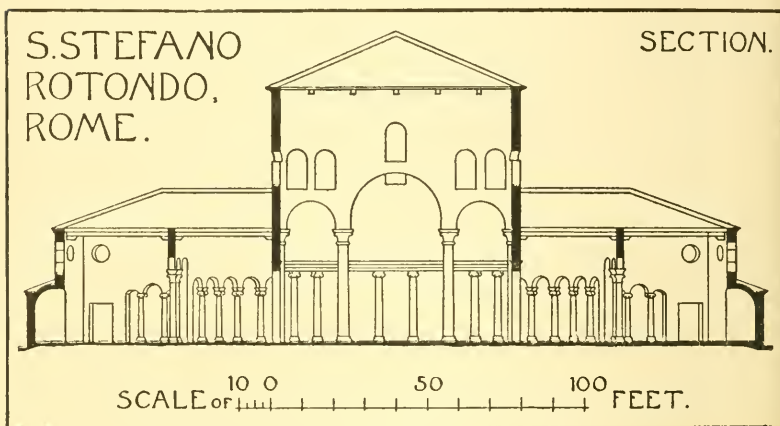 S. STEFANO
ROTONDO,
ROME.
SECTION.
10 0 50 100
SCALE OF FEET.